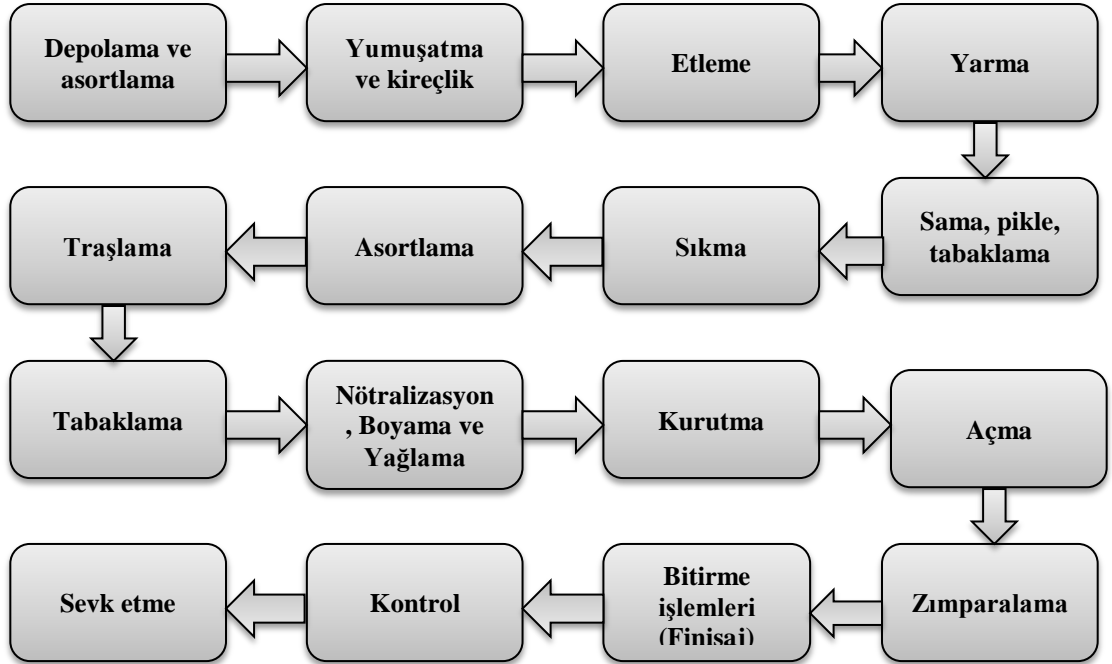 Depolama ve
asortlama
Yumuşatma
ve kireçlik
Etleme
Yarma
Sama, pikle,
tabaklama
Sıkma
Asortlama
Traşlama
Tabaklama
Nötralizasyon
, Boyama ve
Yağlama
Kurutma
Açma
Zımparalama
Bitirme
işlemleri
(Finisaj)
Kontrol
Sevk etme